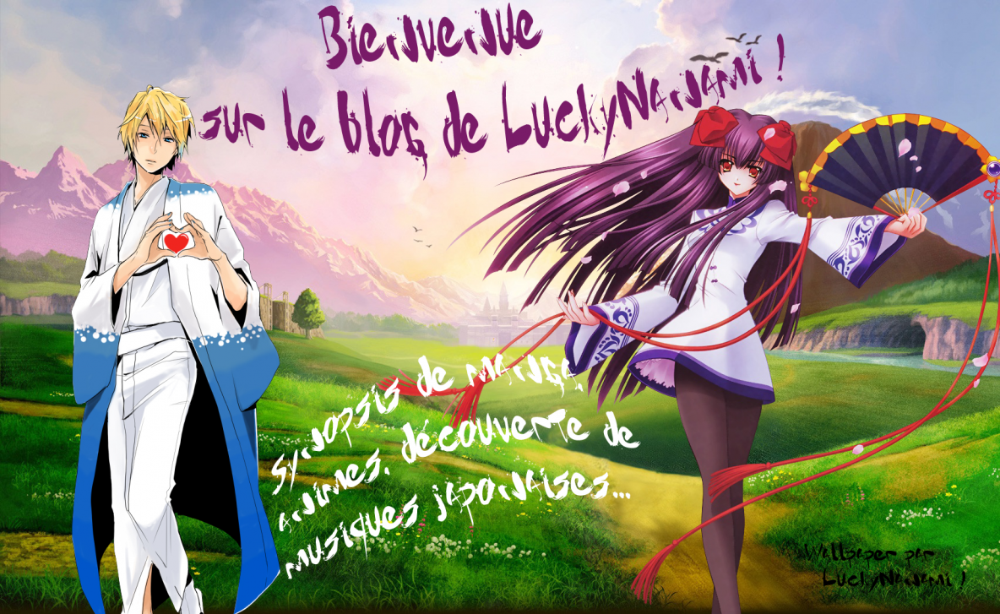 Bienvenue
sur le blog de LuckyNanami !
Synopsis de manga
animes, découverte de
musiques japonaises...
Wallpaper par
LuckyNanami !